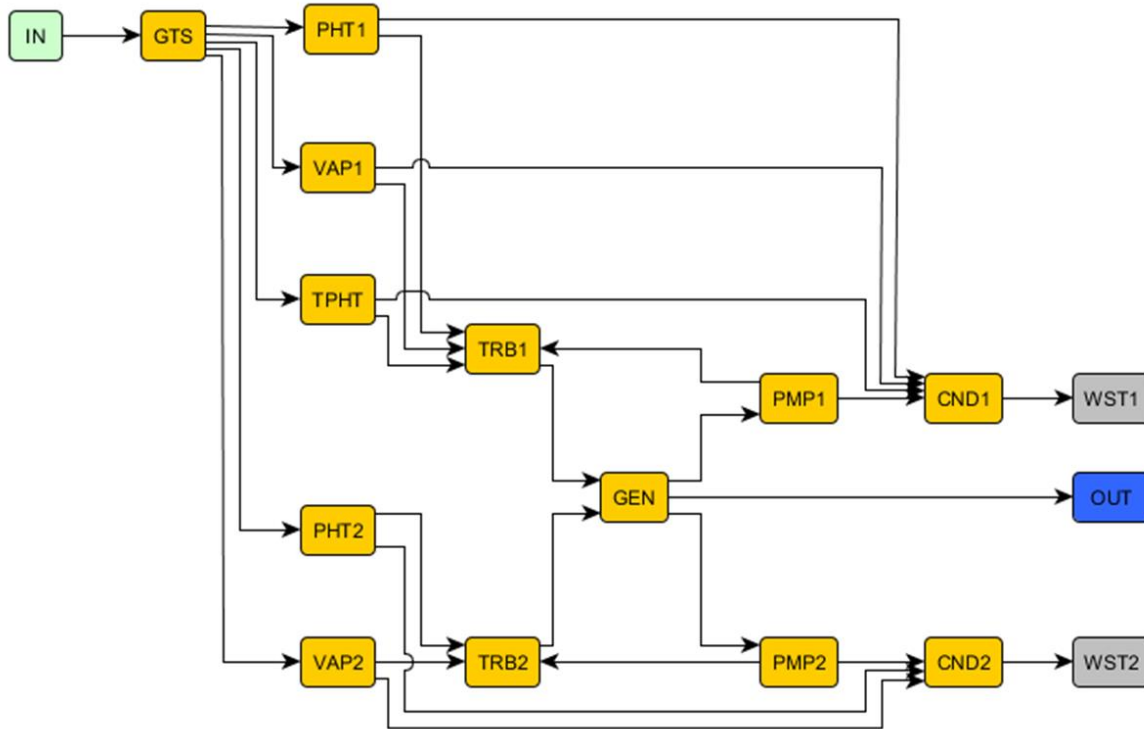 IN
GTS
PHT1
VAP1
TPHT
TRB1
PMP1
CND1
WST1
GEN
OUT
PHT2
VAP2
TRB2
PMP2
CND2
WST2